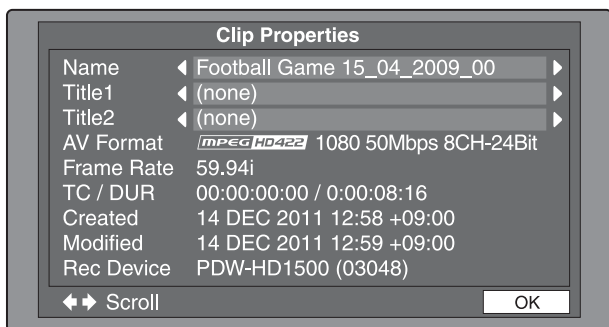 Clip Properties
Name Football Game 15_04_2009_00
Title1 (none)
Title2 (none)
AV Format MPEG HD422 1080 50Mbps 8CH-24Bit
Frame Rate 59.94i
TC / DUR 00:00:00:00 / 0:00:08:16
Created 14 DEC 2011 12:58 +09:00
Modified 14 DEC 2011 12:59 +09:00
Rec Device PDW-HD1500 (03048)
Scroll OK